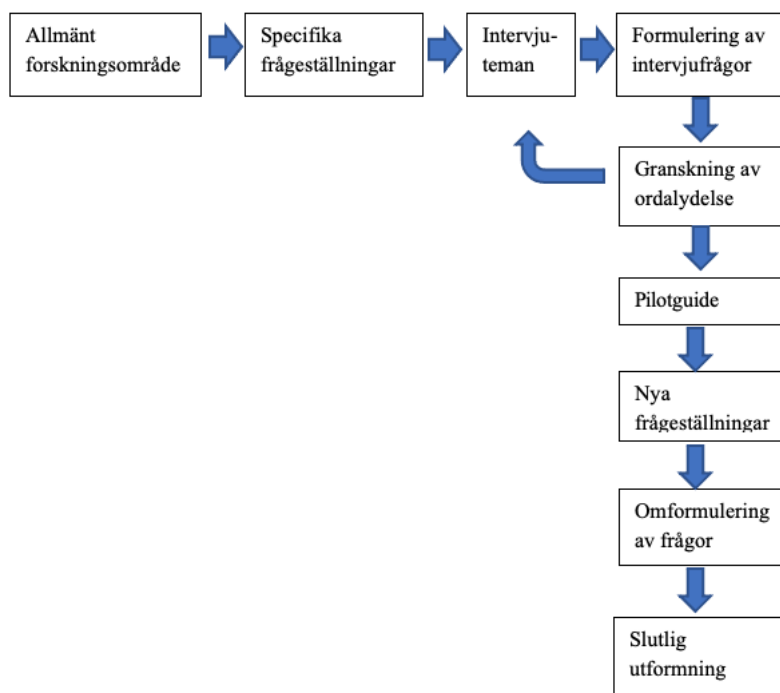 Allmänt
forskningsområde
Specifika
frågeställningar
Intervju-
teman
Formulering av
intervjufrågor
Granskning av
ordalydelse
Pilotguide
Nya
frågeställningar
Omformulering
av frågor
Slutlig
utformning